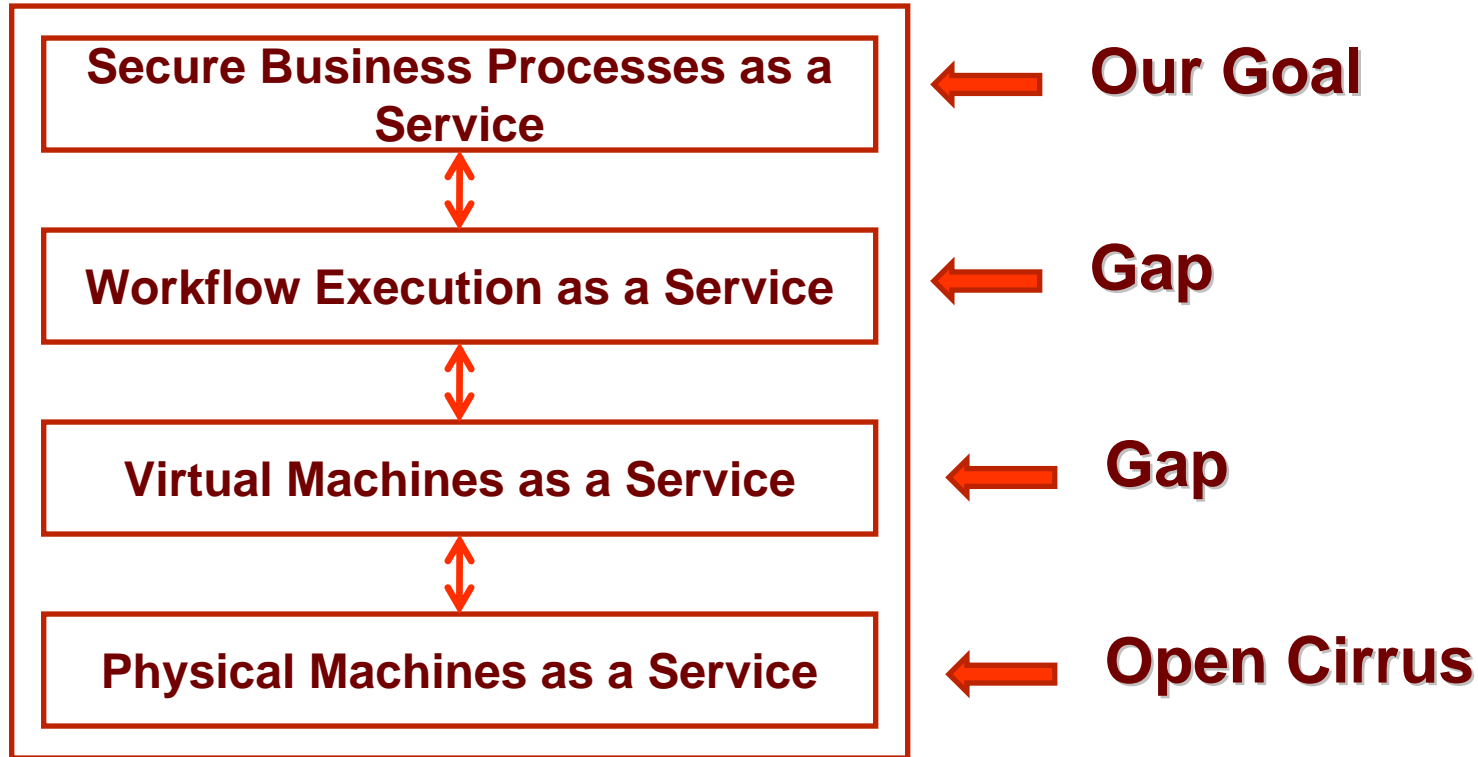 Secure Business Processes as a
Service
Our Goal
Workflow Execution as a Service
Gap
Virtual Machines as a Service
Gap
Physical Machines as a Service
Open Cirrus